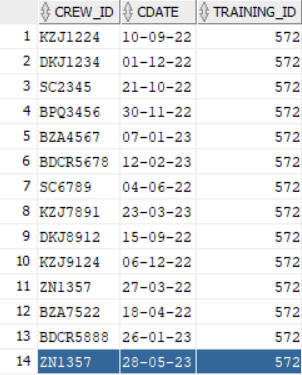 CREW_ID CDATE TRAINING_ID
1 KZJ1224 10-09-22 572
2 DKJ1234 01-12-22 572
3 SC2345 21-10-22 572
4 BPQ3456 30-11-22 572
5 BZA4567 07-01-23 572
6 BDCR5678 12-02-23 572
7 SC6789 04-06-22 572
8 KZJ7891 23-03-23 572
9 DKJ8912 15-09-22 572
10 KZJ9124 06-12-22 572
11 ZN1357 27-03-22 572
12 BZA7522 18-04-22 572
13 BDCR5888 26-01-23 572
14 ZN1357 28-05-23 572